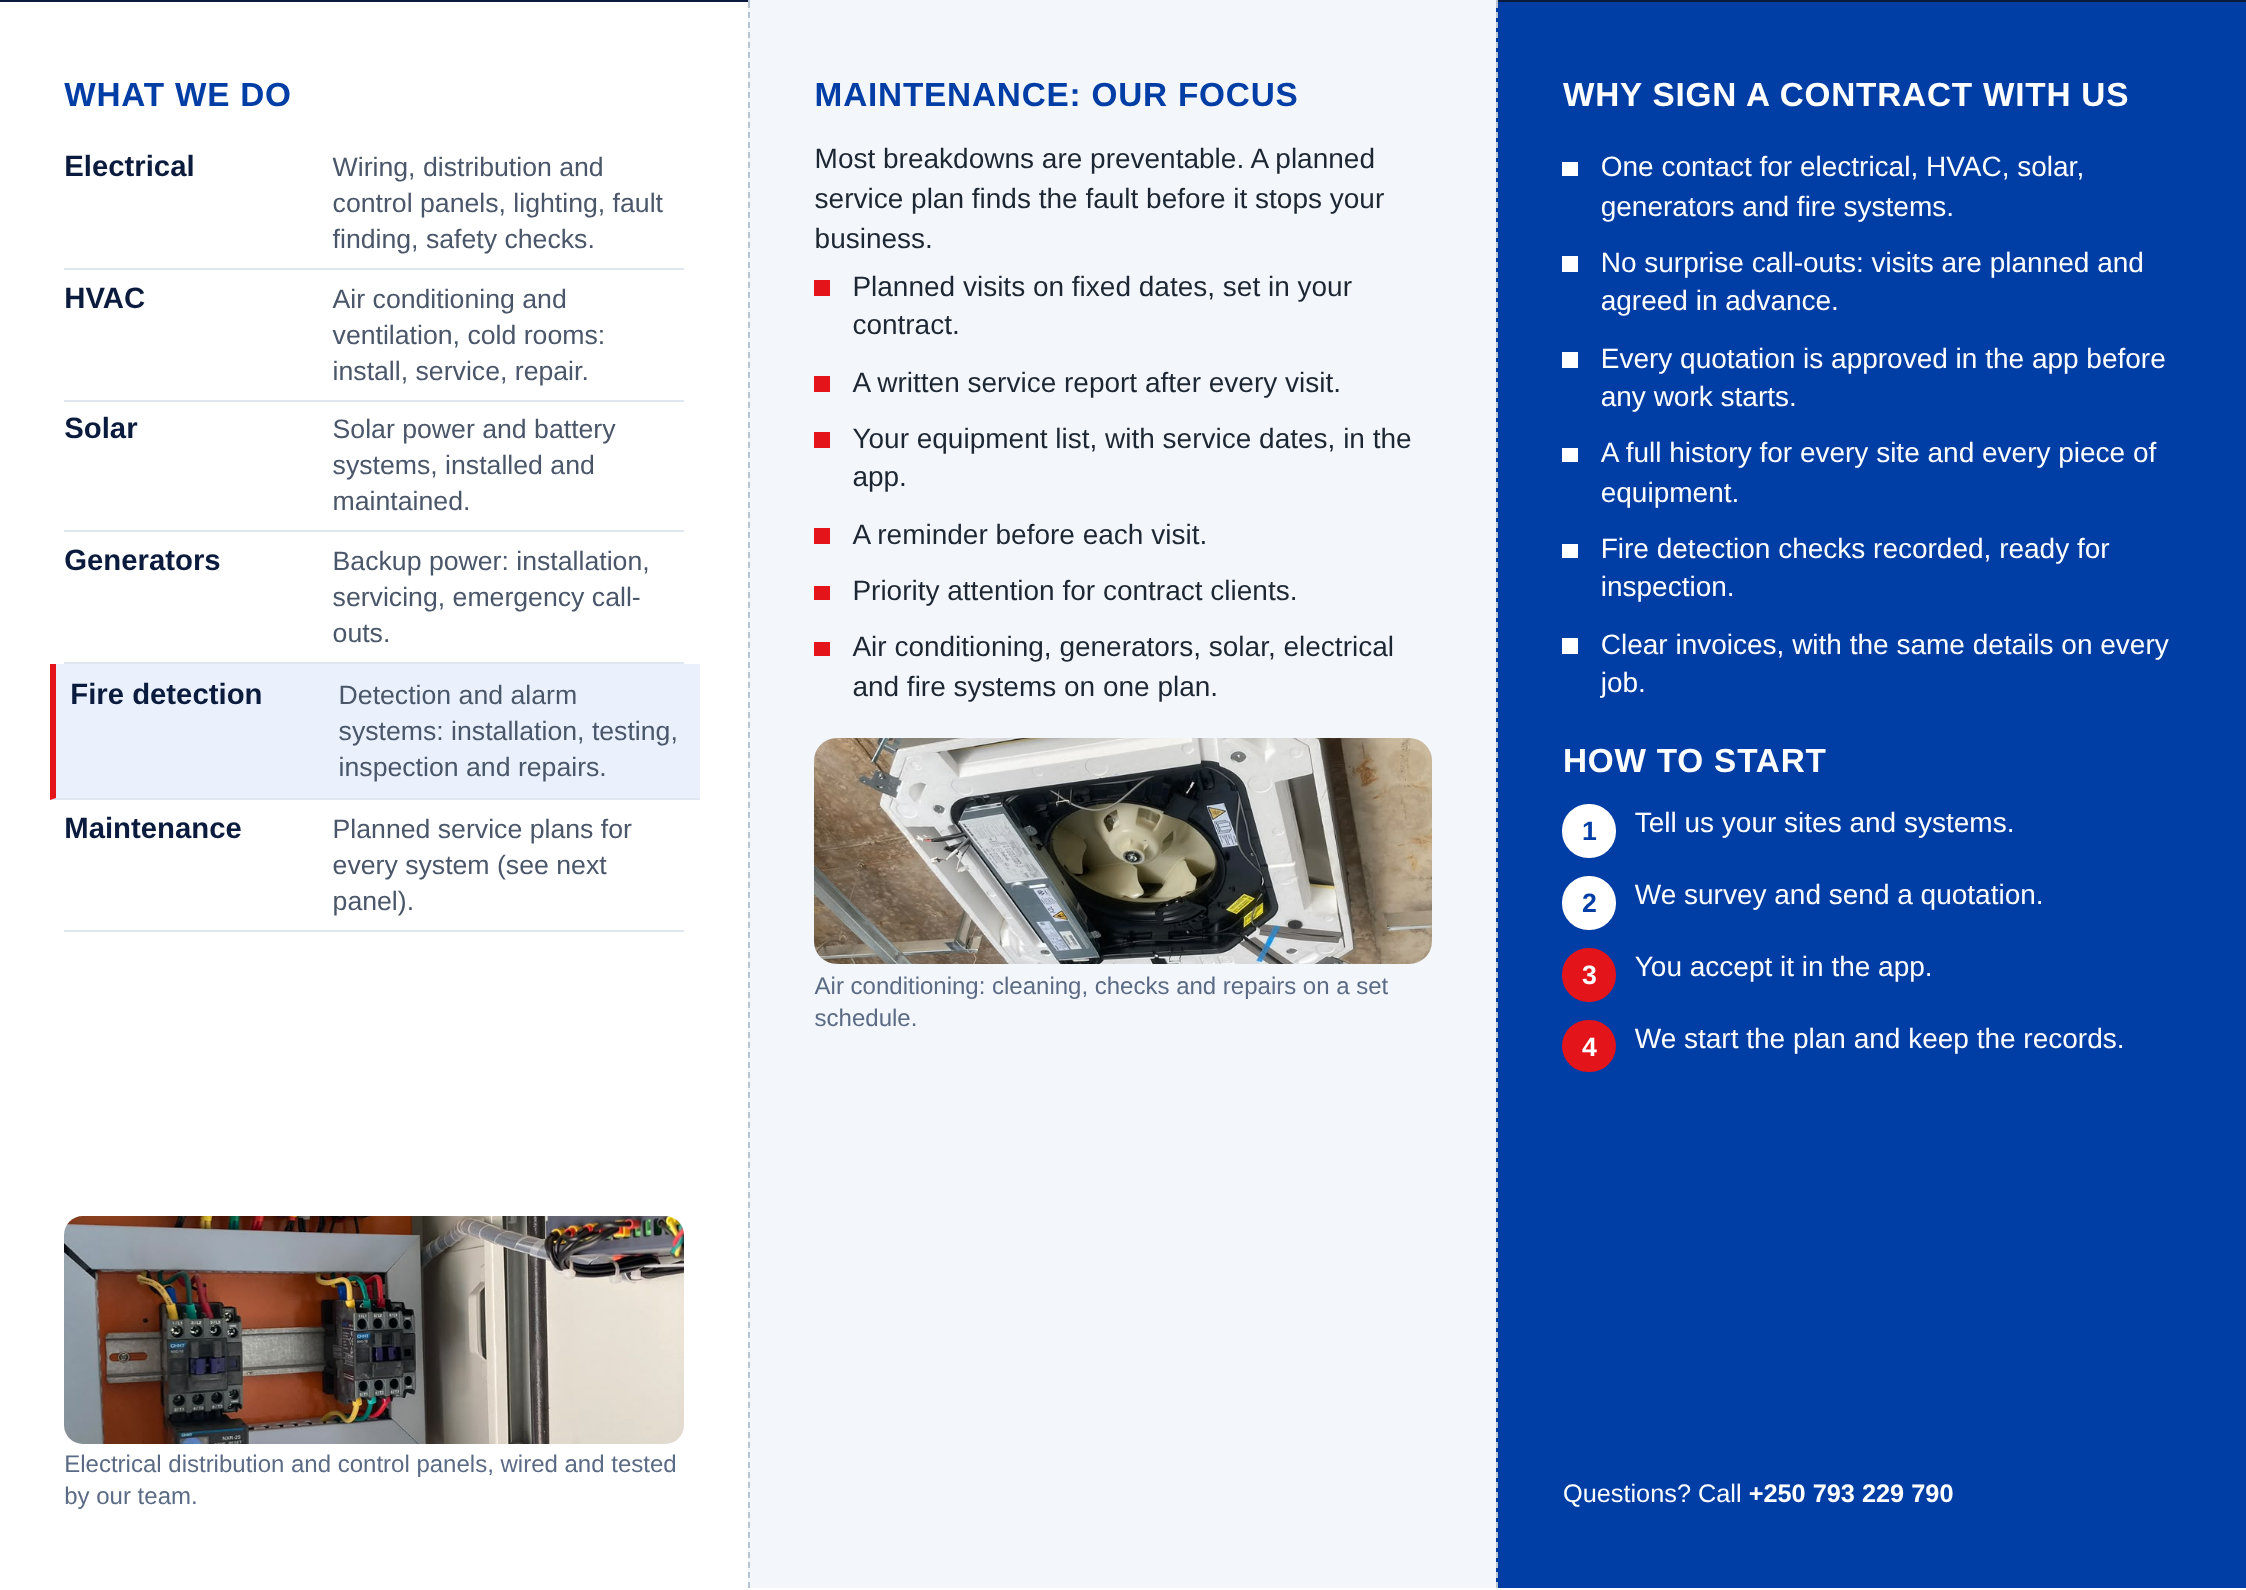 WHAT WE DO
Electrical
Wiring, distribution and
control panels, lighting, fault
finding, safety checks.
HVAC
Air conditioning and
ventilation, cold rooms:
install, service, repair.
Solar
Solar power and battery
systems, installed and
maintained.
Generators
Backup power: installation,
servicing, emergency call-
outs.
Fire detection
Detection and alarm
systems: installation, testing,
inspection and repairs.
Maintenance
Planned service plans for
every system (see next
panel).
Electrical distribution and control panels, wired and tested
by our team.
MAINTENANCE: OUR FOCUS
Most breakdowns are preventable. A planned
service plan finds the fault before it stops your
business.
Planned visits on fixed dates, set in your
contract.
A written service report after every visit.
Your equipment list, with service dates, in the
app.
A reminder before each visit.
Priority attention for contract clients.
Air conditioning, generators, solar, electrical
and fire systems on one plan.
Air conditioning: cleaning, checks and repairs on a set
schedule.
WHY SIGN A CONTRACT WITH US
One contact for electrical, HVAC, solar,
generators and fire systems.
No surprise call-outs: visits are planned and
agreed in advance.
Every quotation is approved in the app before
any work starts.
A full history for every site and every piece of
equipment.
Fire detection checks recorded, ready for
inspection.
Clear invoices, with the same details on every
job.
HOW TO START
1 Tell us your sites and systems.
2 We survey and send a quotation.
3 You accept it in the app.
4 We start the plan and keep the records.
Questions? Call +250 793 229 790